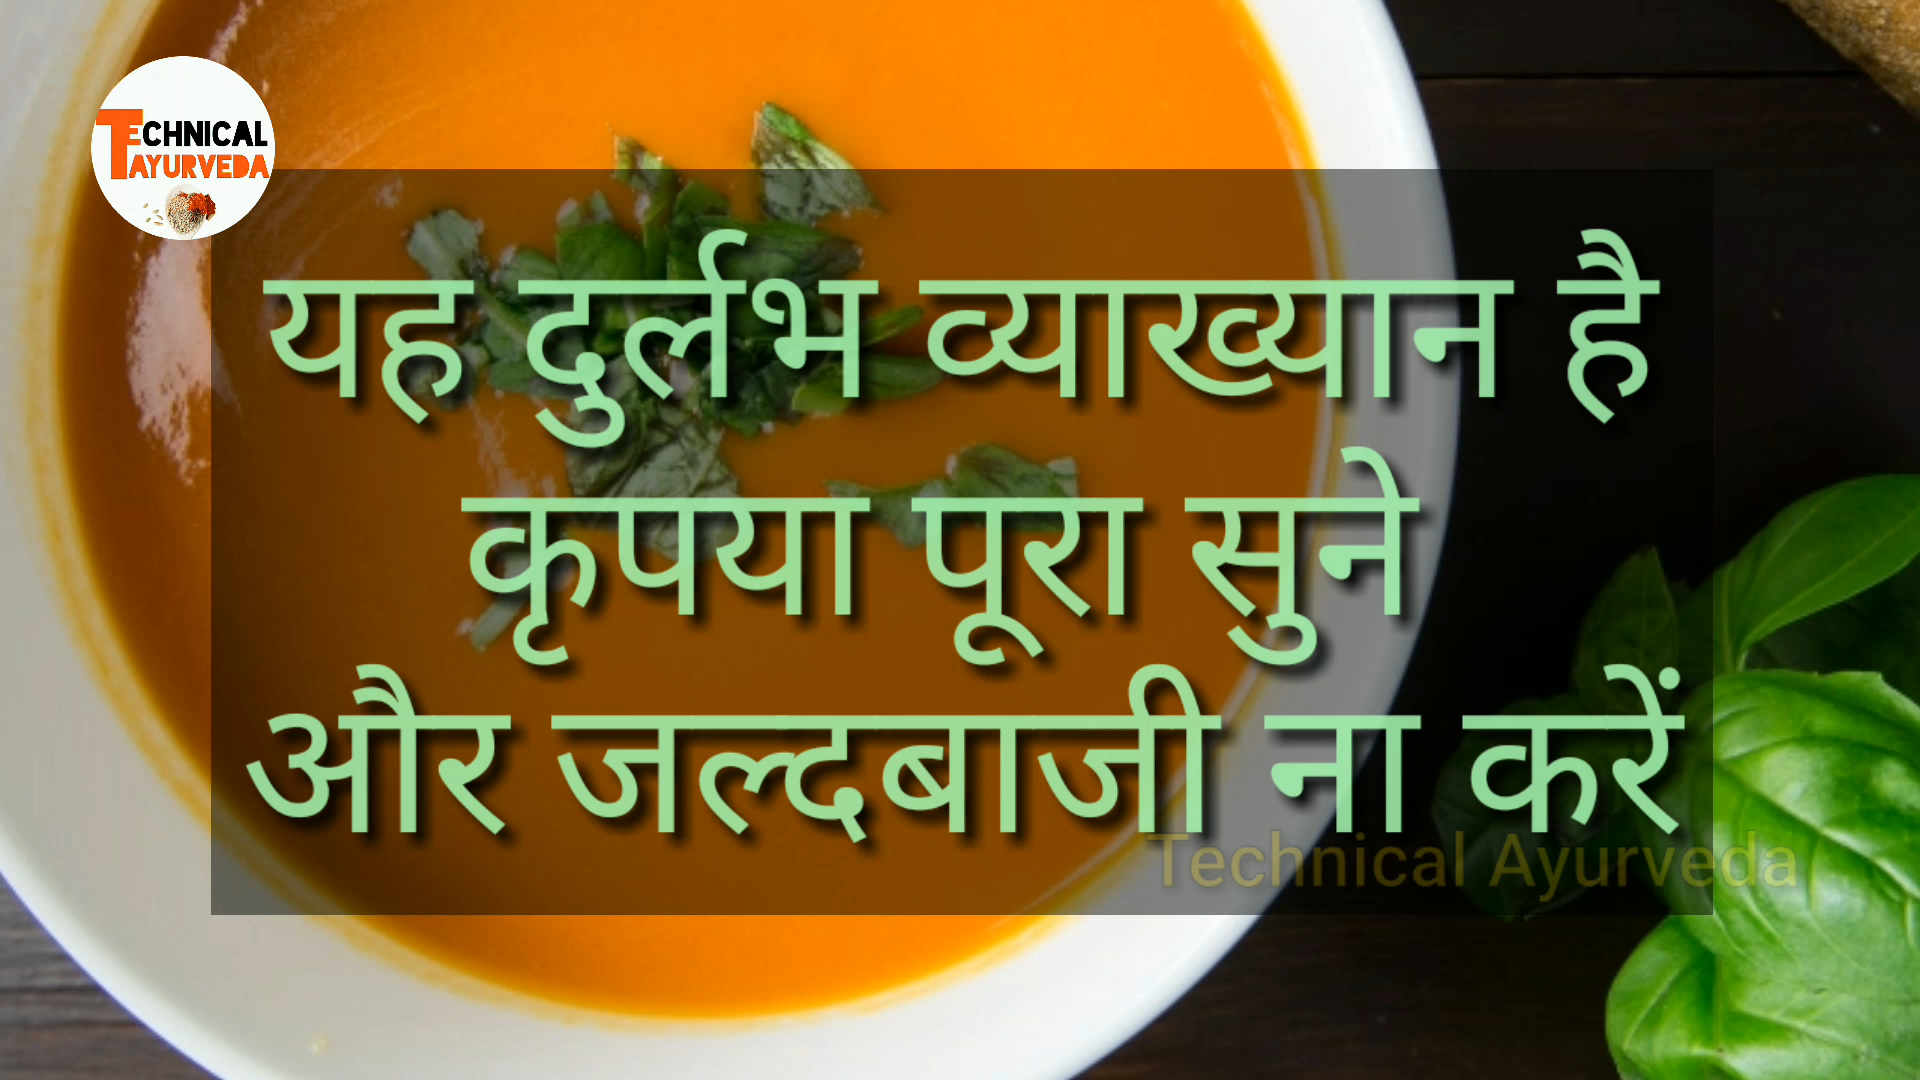 TECHNICAL
AYURVEDA
यह दुर्लभ व्याख्यान है
कृपया पूरा सुने
और जल्दबाजी ना करें
Technical Ayurveda